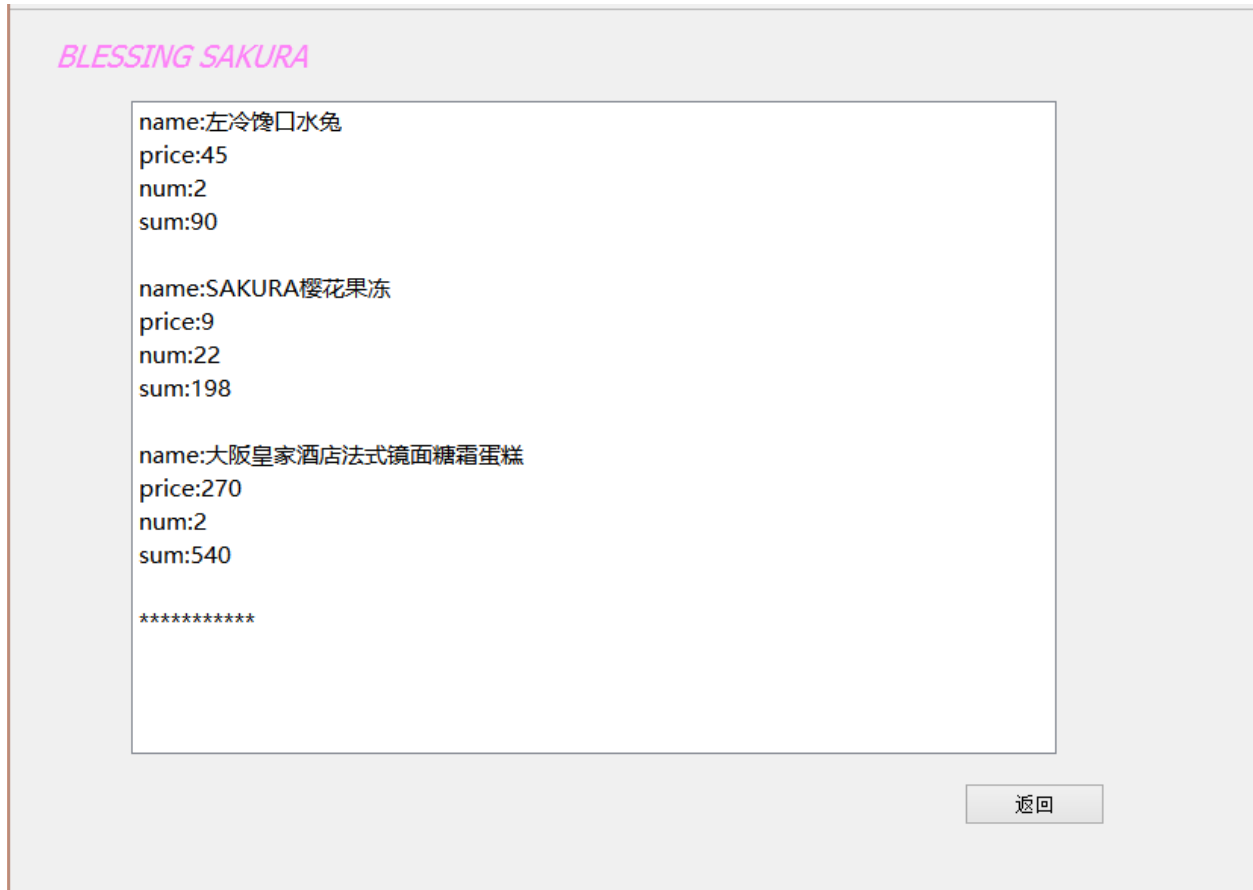 BLESSING SAKURA
name:左冷馋口水兔
price:45
num:2
sum:90
name:SAKURA樱花果冻
price:9
num:22
sum:198
name:大阪皇家酒店法式镜面糖霜蛋糕
price:270
num:2
sum:540
***********
返回